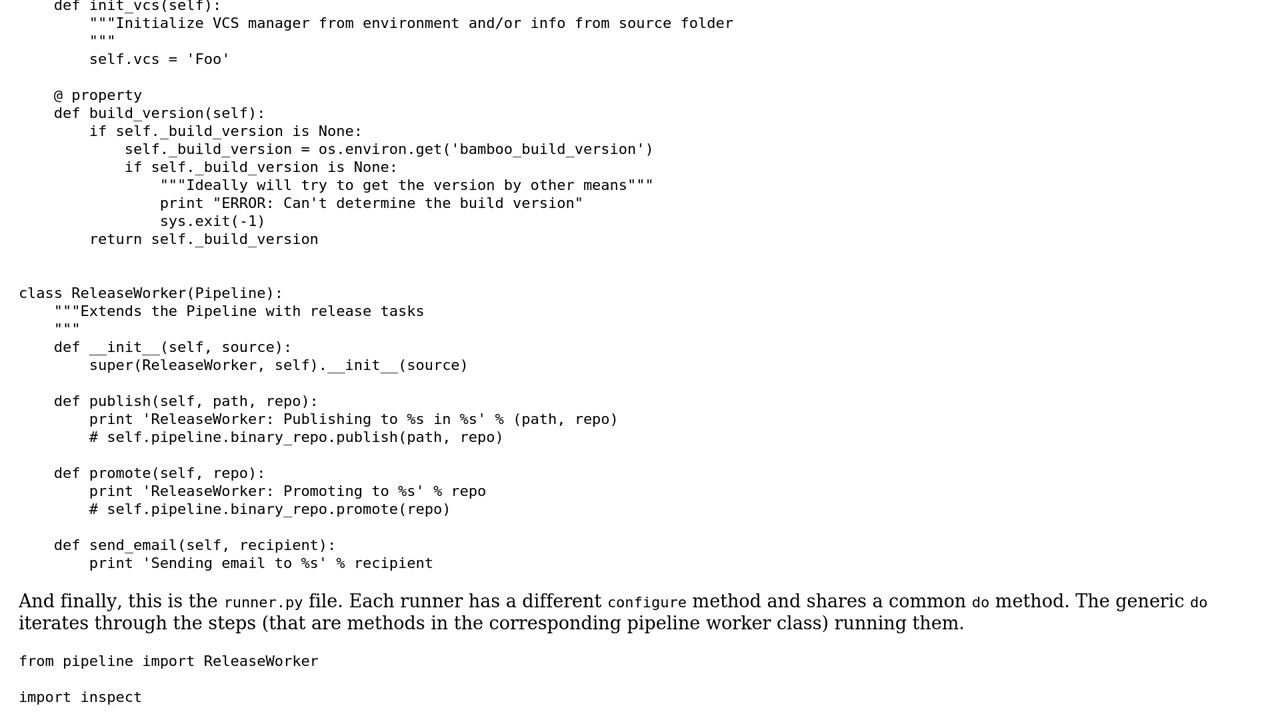 def init_vcs(self):
        """Initialize VCS manager from environment and/or info from source folder
        """
        self.vcs = 'Foo'

    @ property
    def build_version(self):
        if self._build_version is None:
            self._build_version = os.environ.get('bamboo_build_version')
            if self._build_version is None:
                """Ideally will try to get the version by other means"""
                print "ERROR: Can't determine the build version"
                sys.exit(-1)
        return self._build_version


class ReleaseWorker(Pipeline):
    """Extends the Pipeline with release tasks
    """
    def __init__(self, source):
        super(ReleaseWorker, self).__init__(source)

    def publish(self, path, repo):
        print 'ReleaseWorker: Publishing to %s in %s' % (path, repo)
        # self.pipeline.binary_repo.publish(path, repo)

    def promote(self, repo):
        print 'ReleaseWorker: Promoting to %s' % repo
        # self.pipeline.binary_repo.promote(repo)

    def send_email(self, recipient):
        print 'Sending email to %s' % recipient

And finally, this is the runner.py file. Each runner has a different configure method and shares a common do method. The generic do
iterates through the steps (that are methods in the corresponding pipeline worker class) running them.

from pipeline import ReleaseWorker

import inspect